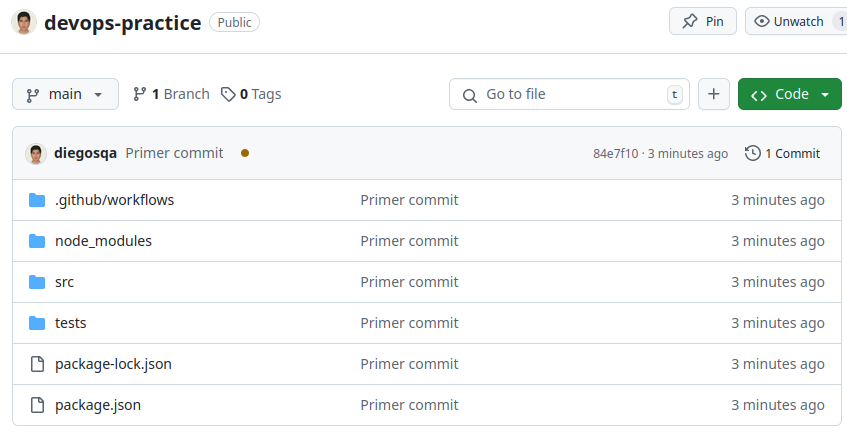 devops-practice Public Pin Unwatch 1
main 1 Branch 0 Tags Go to file t Code
diegosqa Primer commit 84e7f10 · 3 minutes ago 1 Commit
.github/workflows Primer commit 3 minutes ago
node_modules Primer commit 3 minutes ago
src Primer commit 3 minutes ago
tests Primer commit 3 minutes ago
package-lock.json Primer commit 3 minutes ago
package.json Primer commit 3 minutes ago